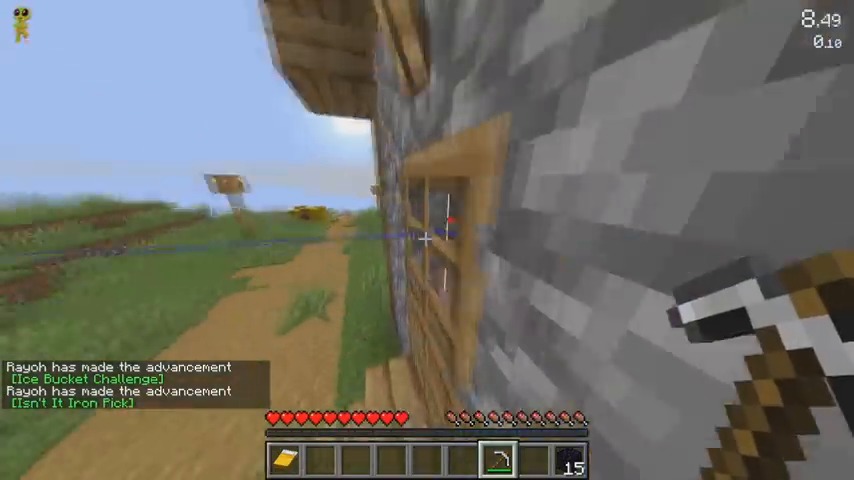 8.49
0.10
Rayoh has made the advancement
[Ice Bucket Challenge]
Rayoh has made the advancement
[Isn't It Iron Pick]
15